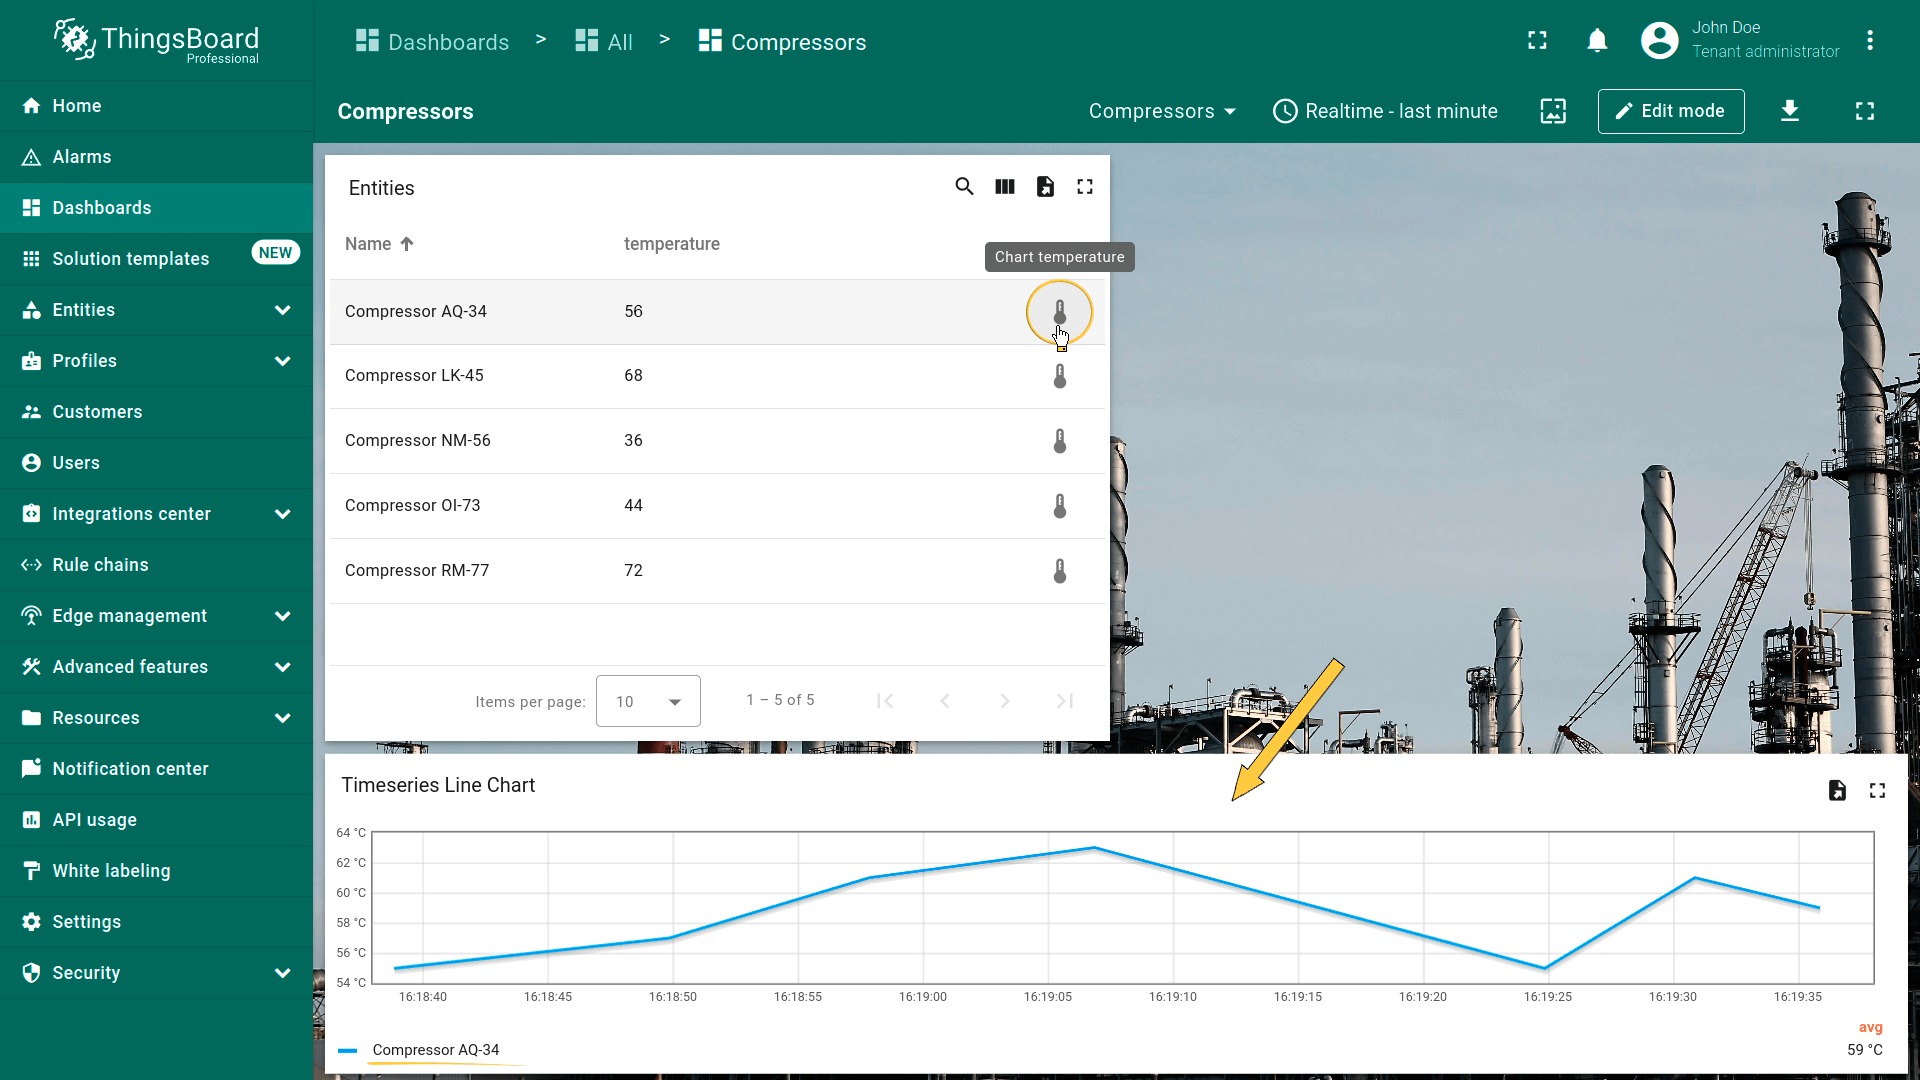 ThingsBoard
Professional
Dashboards > All > Compressors
John Doe
Tenant administrator
Home
Alarms
Dashboards
Solution templates NEW
Entities
Profiles
Customers
Users
Integrations center
Rule chains
Edge management
Advanced features
Resources
Notification center
API usage
White labeling
Settings
Security
Compressors
Compressors
Realtime - last minute
Edit mode
Entities
Name temperature
Chart temperature
Compressor AQ-34 56
Compressor LK-45 68
Compressor NM-56 36
Compressor OI-73 44
Compressor RM-77 72
Items per page: 10 1 – 5 of 5
Timeseries Line Chart
64 °C
62 °C
60 °C
58 °C
56 °C
54 °C
16:18:40 16:18:45 16:18:50 16:18:55 16:19:00 16:19:05 16:19:10 16:19:15 16:19:20 16:19:25 16:19:30 16:19:35
avg
Compressor AQ-34 59 °C